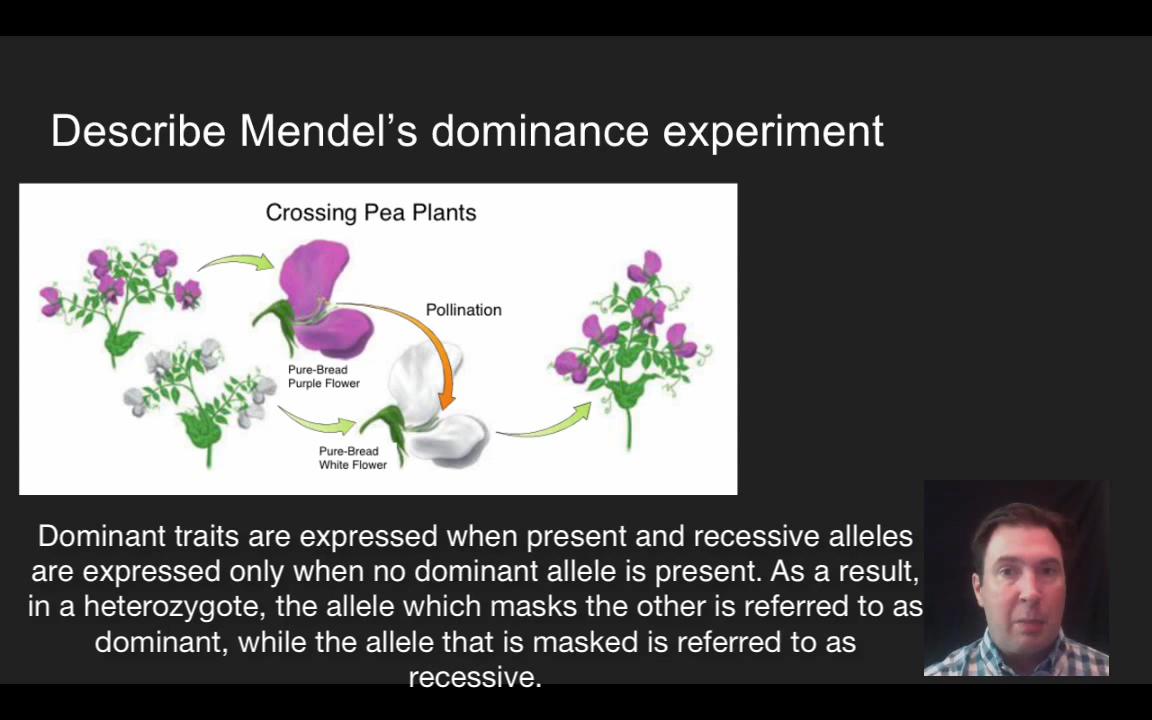 Describe Mendel’s dominance experiment
Crossing Pea Plants
Pollination
Pure-Bread
Purple Flower
Pure-Bread
White Flower
Dominant traits are expressed when present and recessive alleles
are expressed only when no dominant allele is present. As a result,
in a heterozygote, the allele which masks the other is referred to as
dominant, while the allele that is masked is referred to as
recessive.